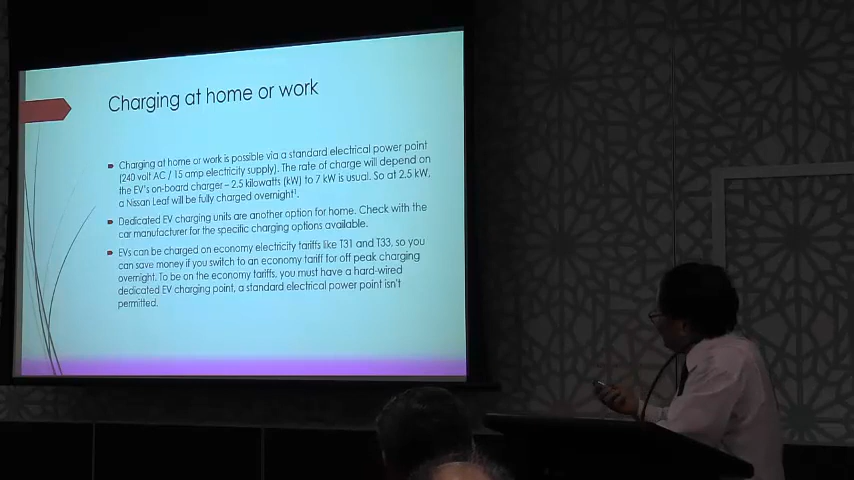 Charging at home or work
Charging at home or work is possible via a standard electrical power point
(240 volt AC / 15 amp electricity supply). The rate of charge will depend on
the EV's on-board charger – 2.5 kilowatts (kW) to 7 kW is usual. So at 2.5 kW,
a Nissan Leaf will be fully charged overnight¹.
Dedicated EV charging units are another option for home. Check with the
car manufacturer for the specific charging options available.
EVs can be charged on economy electricity tariffs like T31 and T33, so you
can save money if you switch to an economy tariff for off peak charging
overnight. To be on the economy tariffs, you must have a hard-wired
dedicated EV charging point, a standard electrical power point isn't
permitted.